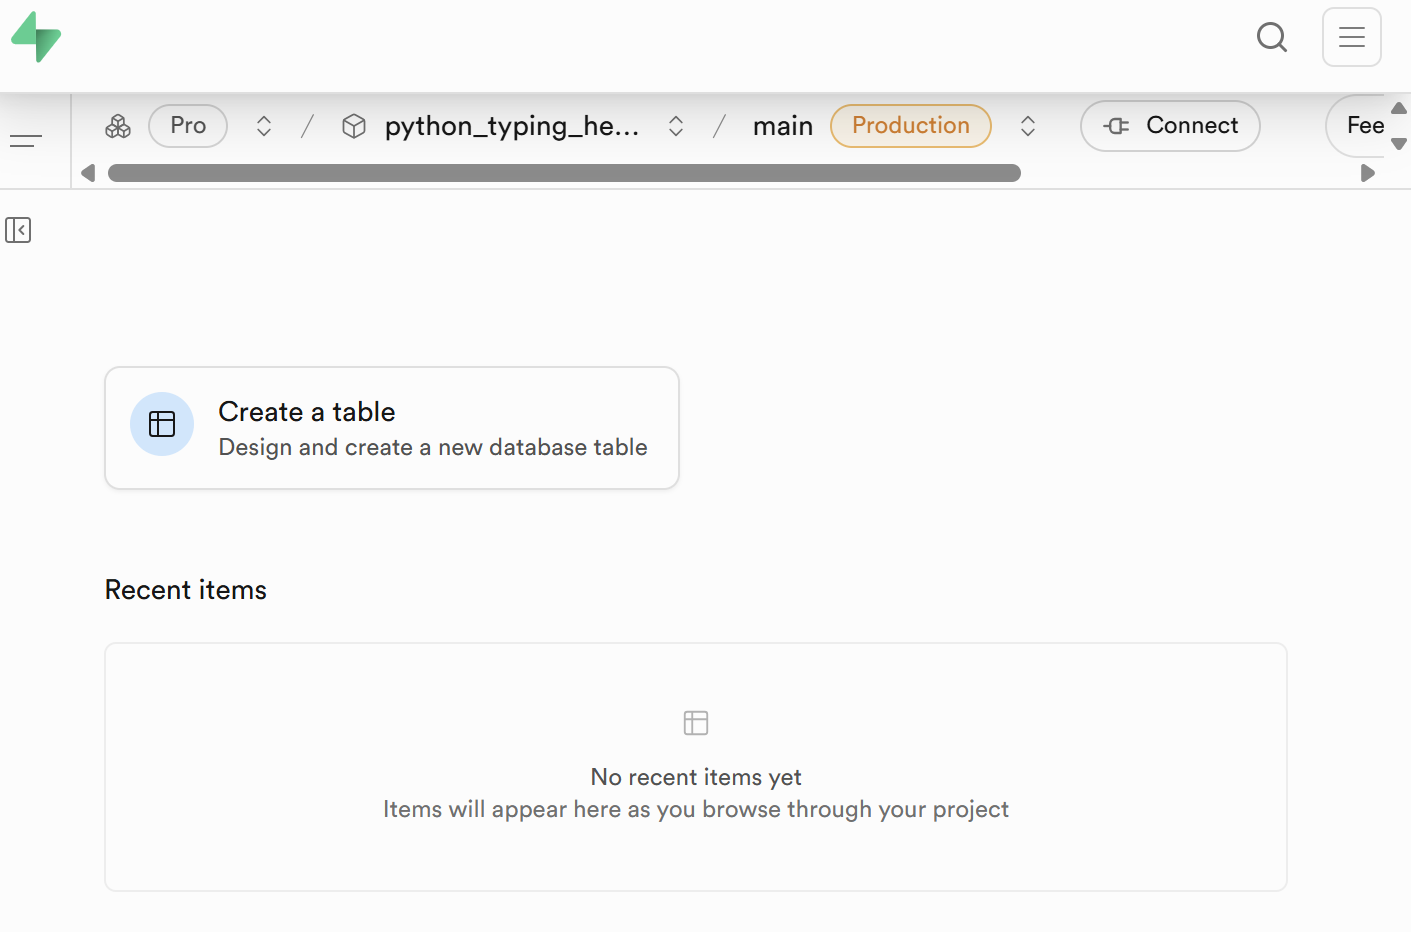 Pro / python_typing_he... / main Production Connect Fee
Create a table
Design and create a new database table
Recent items
No recent items yet
Items will appear here as you browse through your project